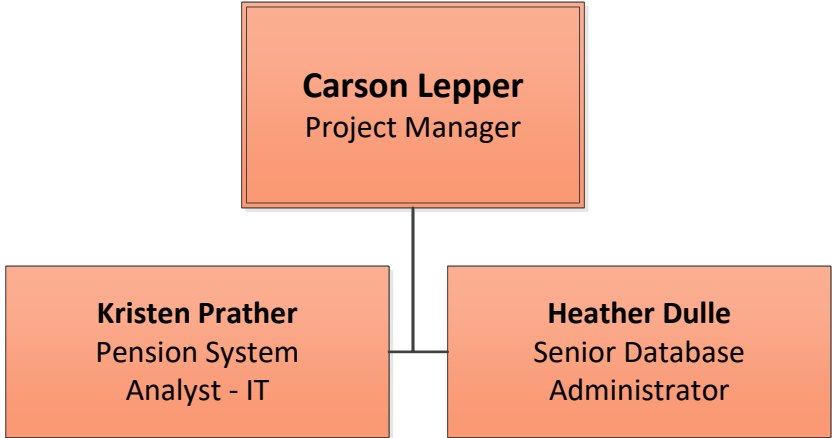 Carson Lepper
Project Manager
Kristen Prather
Pension System
Analyst - IT
Heather Dulle
Senior Database
Administrator